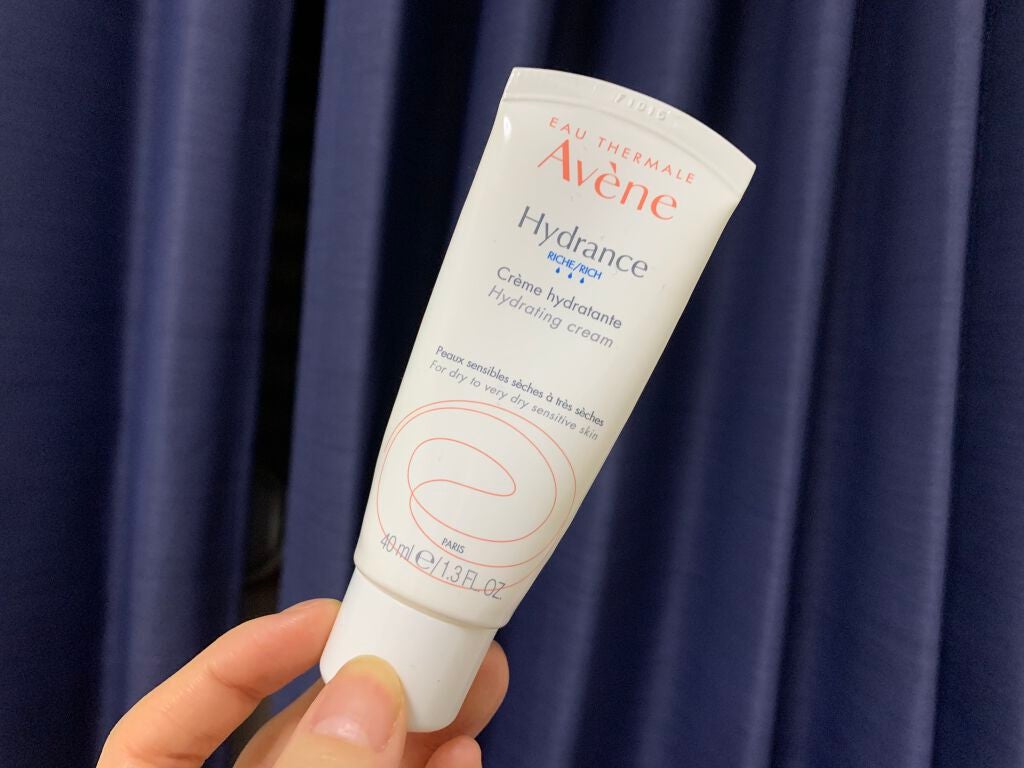 EAU THERMALE
Avène
Hydrance
RICHE/RICH
Crème hydratante
Hydrating cream
Peaux sensibles sèches à très sèches
For dry to very dry sensitive skin
PARIS
40 ml e/1.3 FL. OZ.